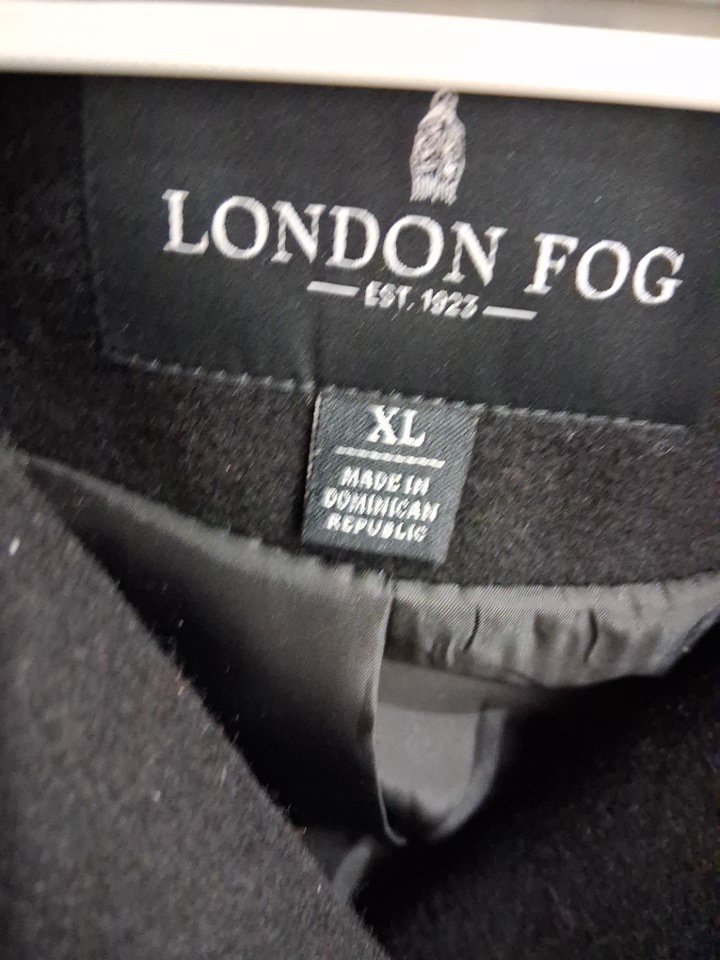 LONDON FOG
EST. 1923
XL
MADE IN
DOMINICAN
REPUBLIC